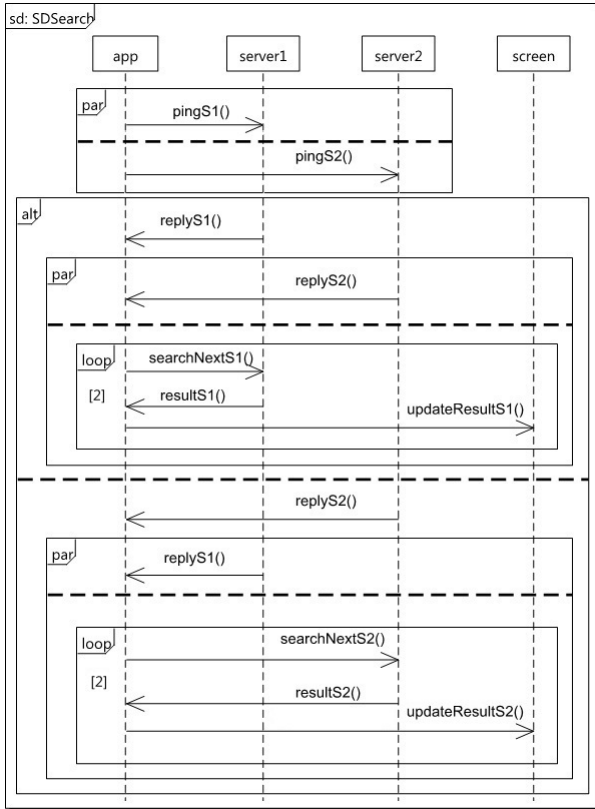 sd: SDSearch
app server1 server2 screen
par
pingS1()
pingS2()
alt
replyS1()
par
replyS2()
loop
searchNextS1()
[2]
resultS1()
updateResultS1()
replyS2()
par
replyS1()
loop
searchNextS2()
[2]
resultS2()
updateResultS2()